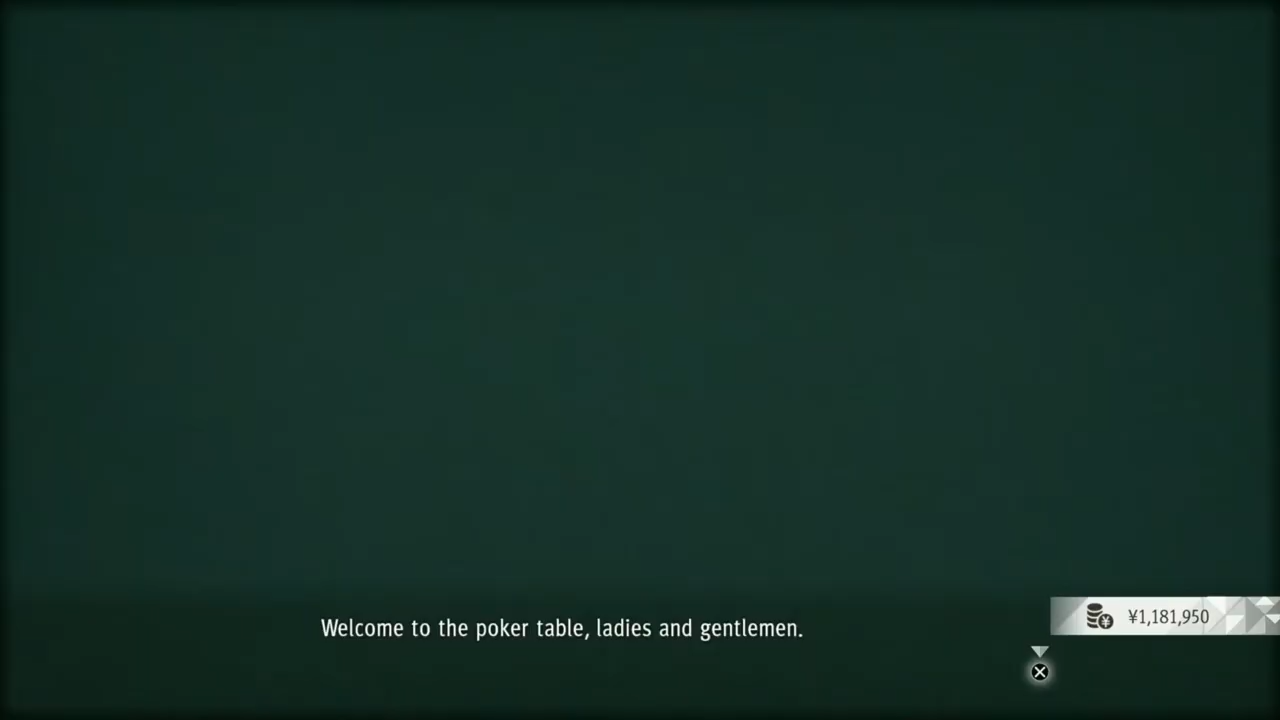 Welcome to the poker table, ladies and gentlemen.
¥1,181,950